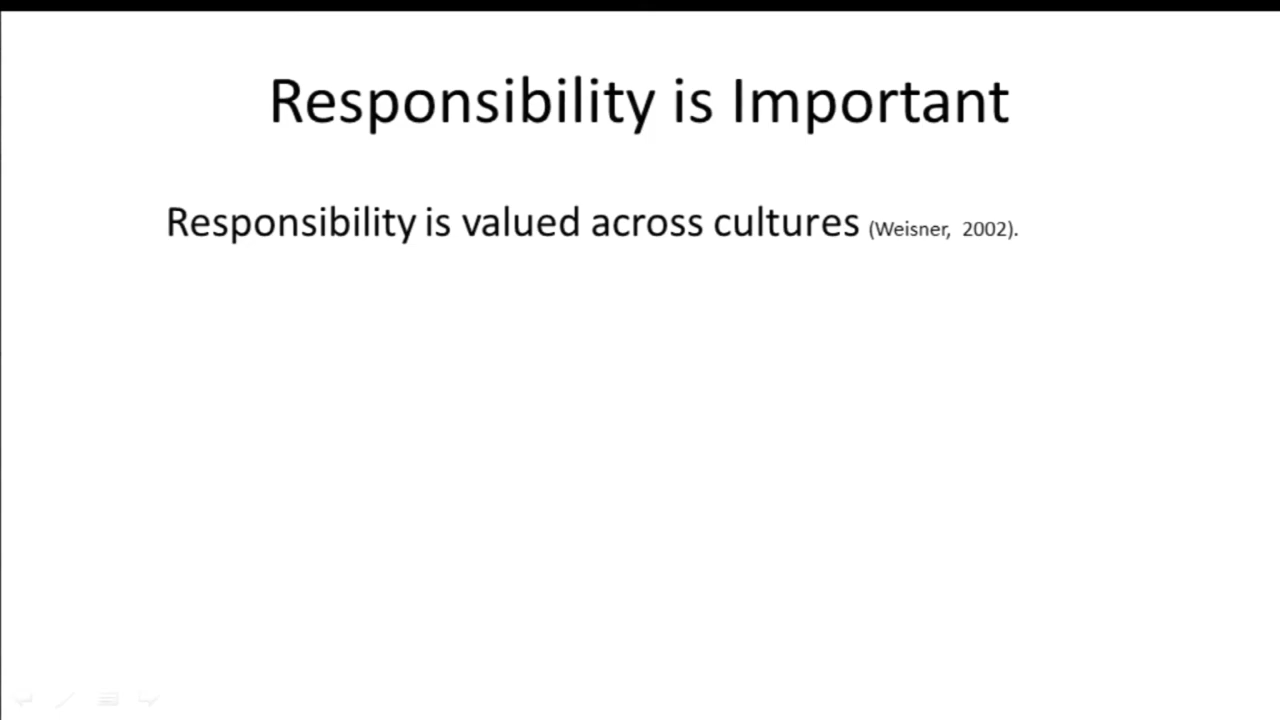 Responsibility is Important
Responsibility is valued across cultures (Weisner, 2002).